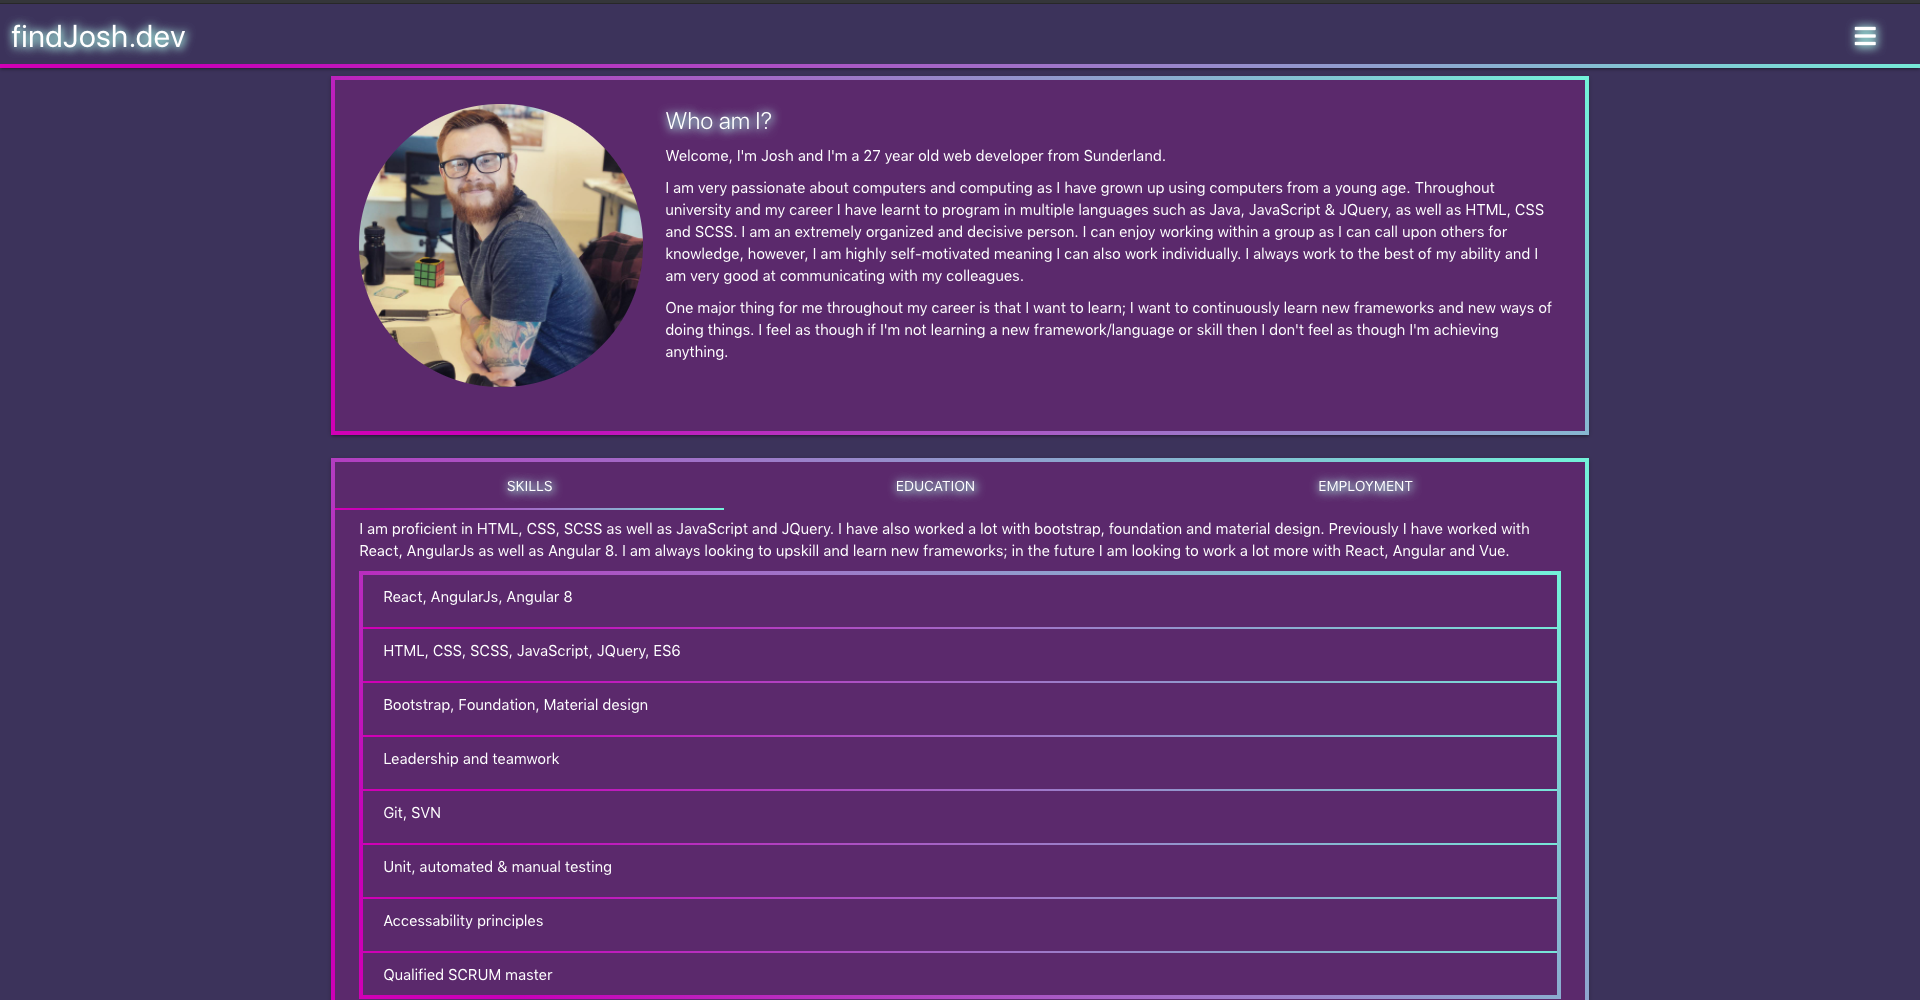 findJosh.dev
Who am I?
Welcome, I'm Josh and I'm a 27 year old web developer from Sunderland.
I am very passionate about computers and computing as I have grown up using computers from a young age. Throughout
university and my career I have learnt to program in multiple languages such as Java, JavaScript & JQuery, as well as HTML, CSS
and SCSS. I am an extremely organized and decisive person. I can enjoy working within a group as I can call upon others for
knowledge, however, I am highly self-motivated meaning I can also work individually. I always work to the best of my ability and I
am very good at communicating with my colleagues.
One major thing for me throughout my career is that I want to learn; I want to continuously learn new frameworks and new ways of
doing things. I feel as though if I'm not learning a new framework/language or skill then I don't feel as though I'm achieving
anything.
SKILLS EDUCATION EMPLOYMENT
I am proficient in HTML, CSS, SCSS as well as JavaScript and JQuery. I have also worked a lot with bootstrap, foundation and material design. Previously I have worked with
React, AngularJs as well as Angular 8. I am always looking to upskill and learn new frameworks; in the future I am looking to work a lot more with React, Angular and Vue.
React, AngularJs, Angular 8
HTML, CSS, SCSS, JavaScript, JQuery, ES6
Bootstrap, Foundation, Material design
Leadership and teamwork
Git, SVN
Unit, automated & manual testing
Accessability principles
Qualified SCRUM master